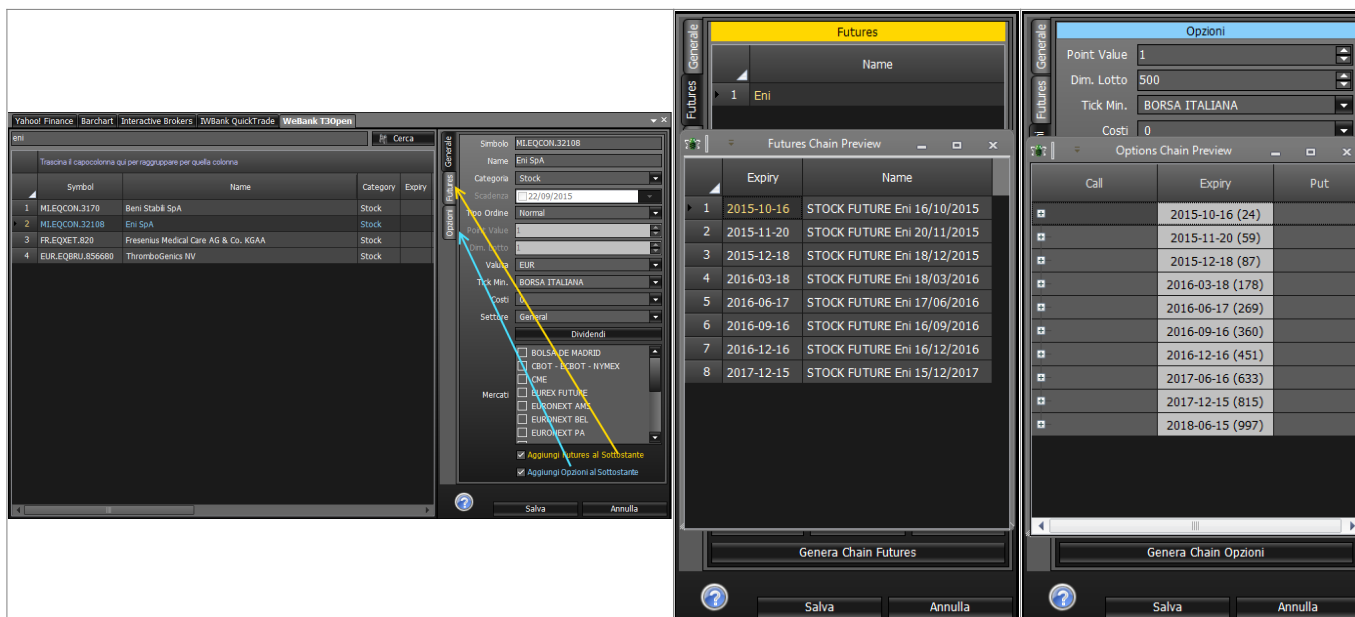 Yahoo! Finance Barchart Interactive Brokers IWBank QuickTrade WeBank T3Open
eni Cerca
Trascina il capocolonna qui per raggruppare per quella colonna
Symbol Name Category Expiry
1 MI.EQCON.3170 Beni Stabili SpA Stock
2 MI.EQCON.32108 Eni SpA Stock
3 FR.EQXET.820 Fresenius Medical Care AG & Co. KGAA Stock
4 EUR.EQBRU.856680 ThromboGenics NV Stock
Generale
Futures
Opzioni
Simbolo MI.EQCON.32108
Name Eni SpA
Categoria Stock
Scadenza 22/09/2015
Tipo Ordine Normal
Point Value 1
Dim. Lotto 1
Valuta EUR
Tick Min. BORSA ITALIANA
Costi 0
Settore General
Dividendi
Mercati
BOLSA DE MADRID
CBOT - ECBOT - NYMEX
CME
EUREX FUTURE
EURONEXT AMS
EURONEXT BEL
EURONEXT PA
Aggiungi Futures al Sottostante
Aggiungi Opzioni al Sottostante
Salva Annulla
Generale
Futures
Futures
Name
1 Eni
Futures Chain Preview
Expiry Name
1 2015-10-16 STOCK FUTURE Eni 16/10/2015
2 2015-11-20 STOCK FUTURE Eni 20/11/2015
3 2015-12-18 STOCK FUTURE Eni 18/12/2015
4 2016-03-18 STOCK FUTURE Eni 18/03/2016
5 2016-06-17 STOCK FUTURE Eni 17/06/2016
6 2016-09-16 STOCK FUTURE Eni 16/09/2016
7 2016-12-16 STOCK FUTURE Eni 16/12/2016
8 2017-12-15 STOCK FUTURE Eni 15/12/2017
Genera Chain Futures
Salva Annulla
Generale
Futures
Opzioni
Point Value 1
Dim. Lotto 500
Tick Min. BORSA ITALIANA
Costi 0
Options Chain Preview
Call Expiry Put
2015-10-16 (24)
2015-11-20 (59)
2015-12-18 (87)
2016-03-18 (178)
2016-06-17 (269)
2016-09-16 (360)
2016-12-16 (451)
2017-06-16 (633)
2017-12-15 (815)
2018-06-15 (997)
Genera Chain Opzioni
Salva Annulla